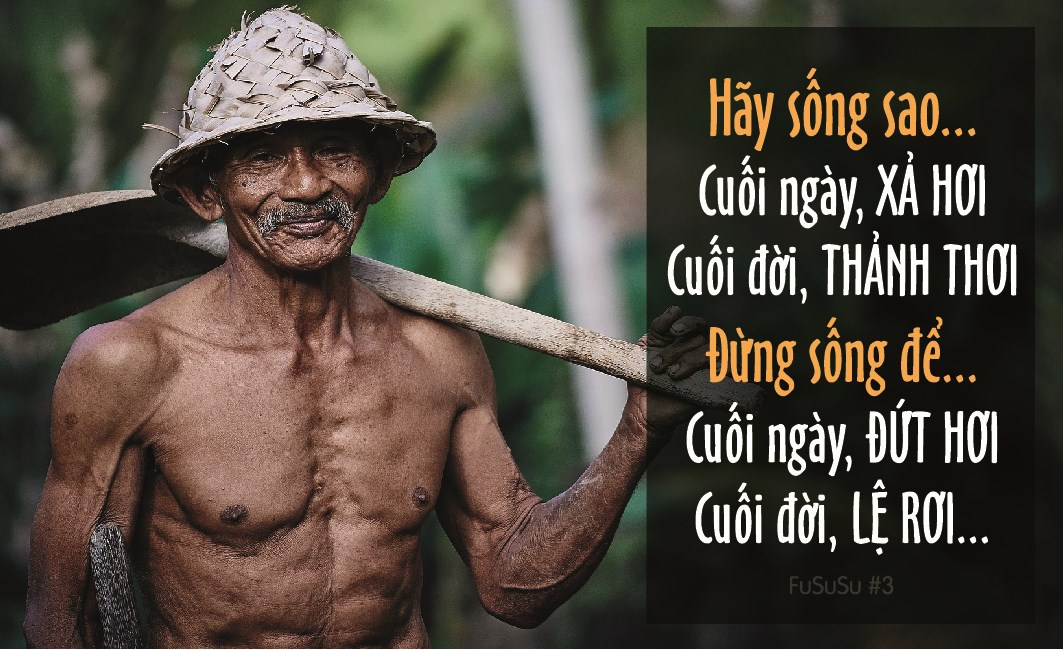 Hãy sống sao...
Cuối ngày, XẢ HƠI
Cuối đời, THẢNH THƠI
Đừng sống để...
Cuối ngày, ĐỨT HƠI
Cuối đời, LỆ RƠI...
FuSuSu #3